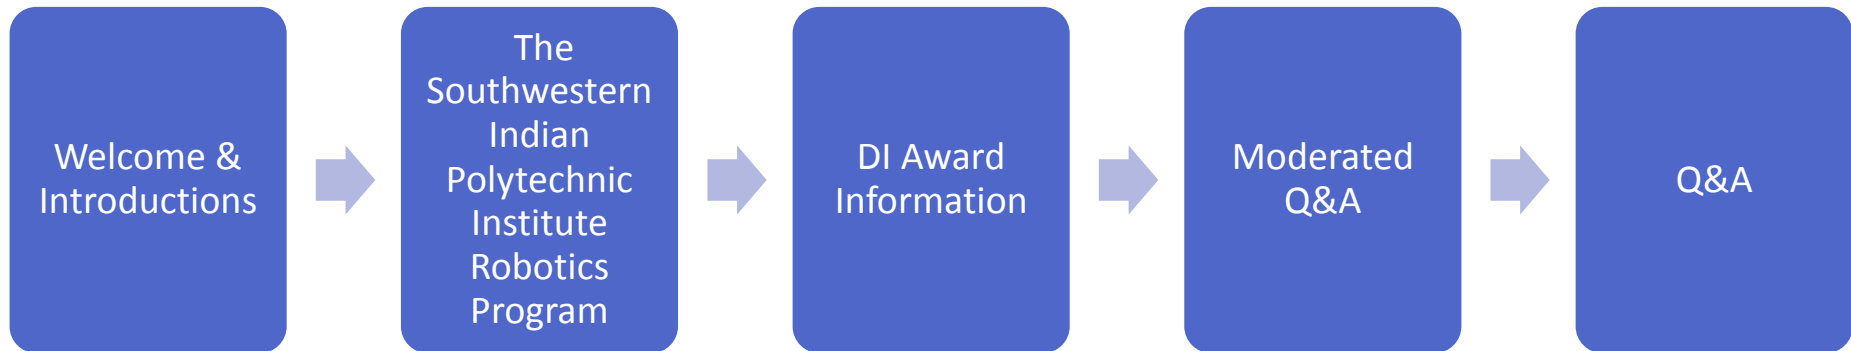 Welcome &
Introductions
The
Southwestern
Indian
Polytechnic
Institute
Robotics
Program
DI Award
Information
Moderated
Q&A
Q&A